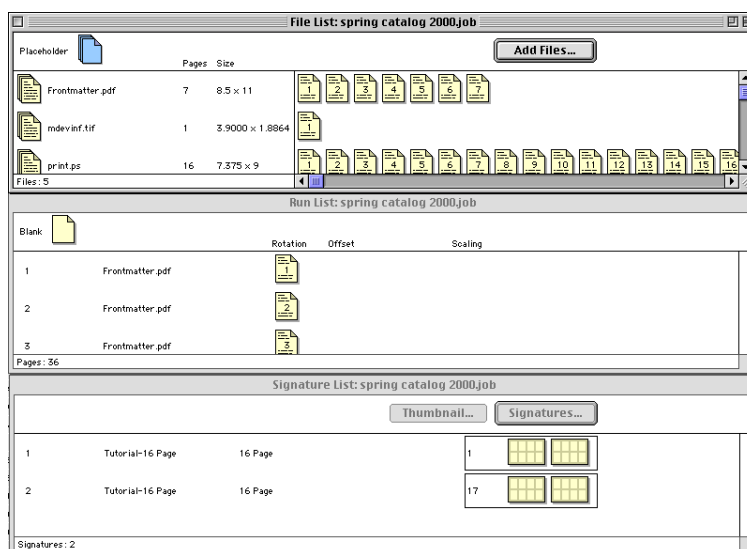 File List: spring catalog 2000.job
Placeholder
Add Files...
Pages Size
Frontmatter.pdf 7 8.5 x 11 1 2 3 4 5 6 7
mdevinf.tif 1 3.9000 x 1.8864 1
print.ps 16 7.375 x 9 1 2 3 4 5 6 7 8 9 10 11 12 13 14 15 16
Files: 5
Run List: spring catalog 2000.job
Blank
Rotation Offset Scaling
1 Frontmatter.pdf 1
2 Frontmatter.pdf 2
3 Frontmatter.pdf 3
Pages: 36
Signature List: spring catalog 2000.job
Thumbnail... Signatures...
1 Tutorial-16 Page 16 Page 1
2 Tutorial-16 Page 16 Page 17
Signatures: 2